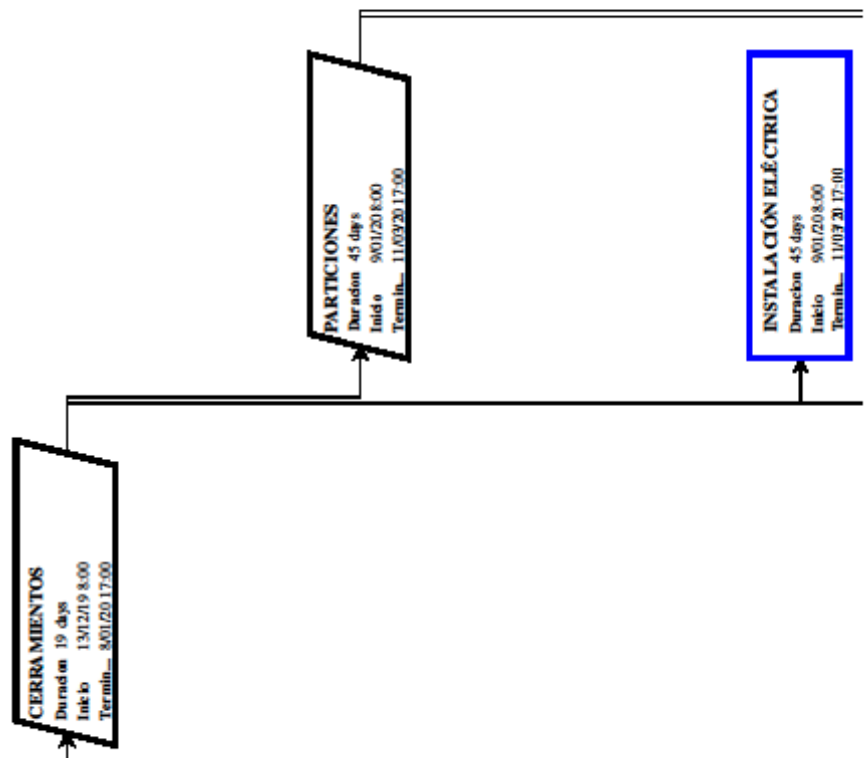 CERRAMIENTOS
Duracion 19 days
Inicio 13/12/19 8:00
Termin... 8/01/20 17:00
PARTICIONES
Duracion 45 days
Inicio 9/01/20 8:00
Termin... 11/03/20 17:00
INSTALACIÓN ELÉCTRICA
Duracion 45 days
Inicio 9/01/20 8:00
Termin... 11/03/20 17:00